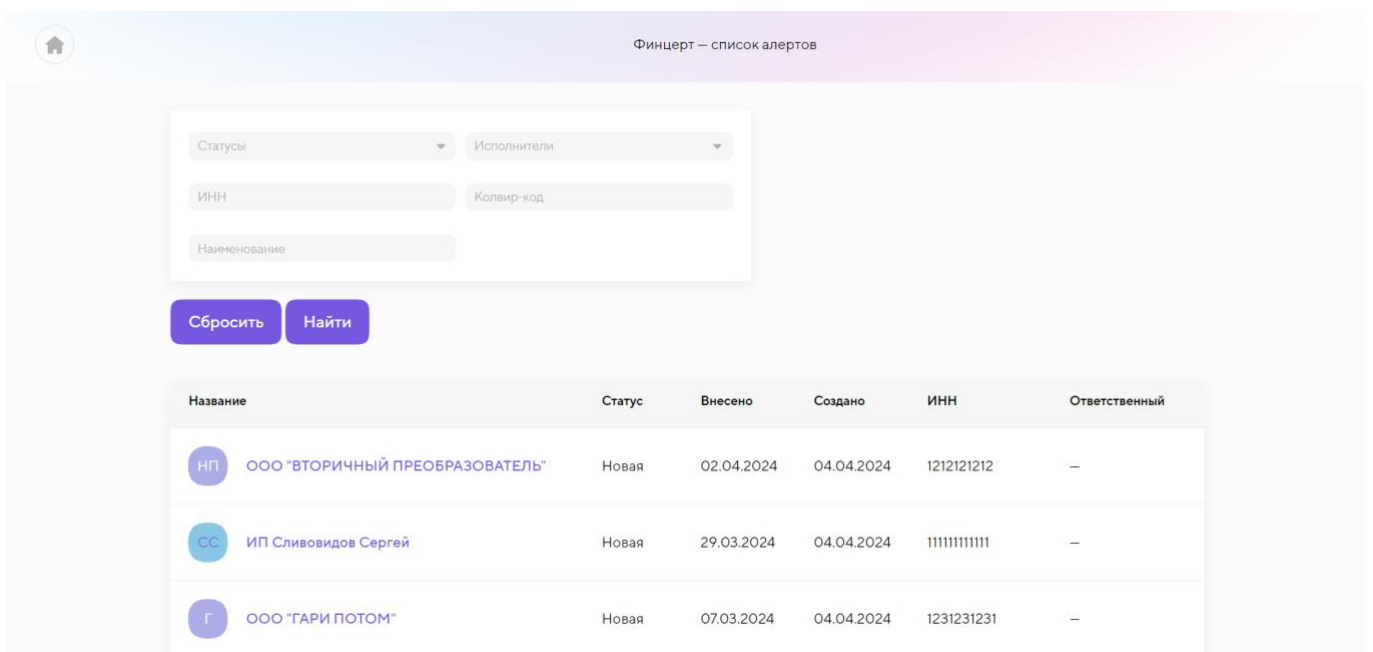 Финцерт — список алертов
Статусы Исполнители
ИНН Колвир-код
Наименование
Сбросить Найти
Название Статус Внесено Создано ИНН Ответственный
НП ООО "ВТОРИЧНЫЙ ПРЕОБРАЗОВАТЕЛЬ" Новая 02.04.2024 04.04.2024 1212121212 —
СС ИП Сливовидов Сергей Новая 29.03.2024 04.04.2024 111111111111 —
Г ООО "ГАРИ ПОТОМ" Новая 07.03.2024 04.04.2024 1231231231 —